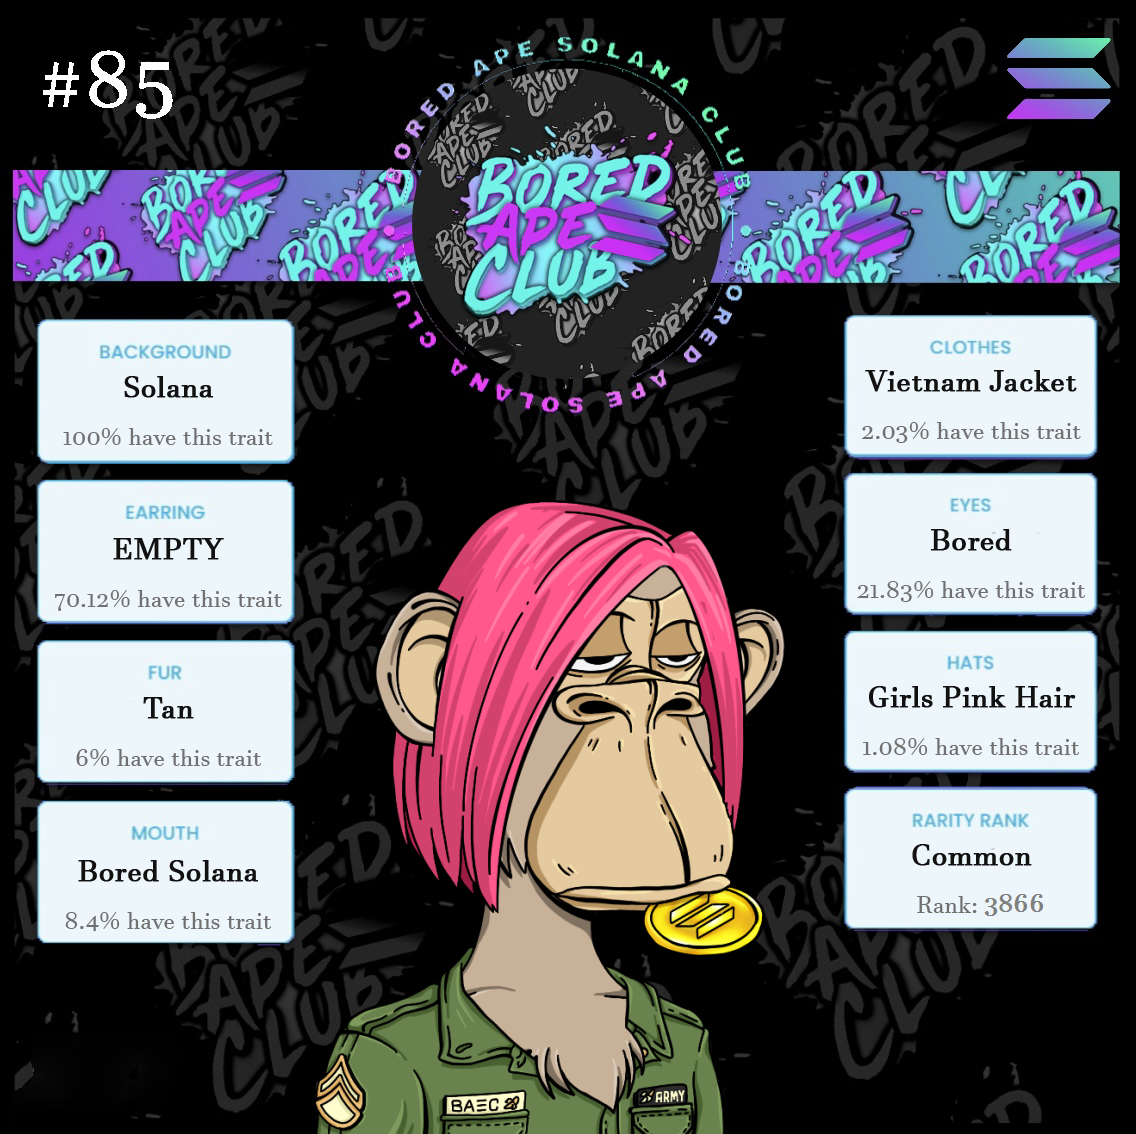 #85
BORED APE SOLANA CLUB
BORED APE SOLANA CLUB
BORED
APE
CLUB
BACKGROUND
Solana
100% have this trait
EARRING
EMPTY
70.12% have this trait
FUR
Tan
6% have this trait
MOUTH
Bored Solana
8.4% have this trait
CLOTHES
Vietnam Jacket
2.03% have this trait
EYES
Bored
21.83% have this trait
HATS
Girls Pink Hair
1.08% have this trait
RARITY RANK
Common
Rank: 3866
BAEC
ARMY